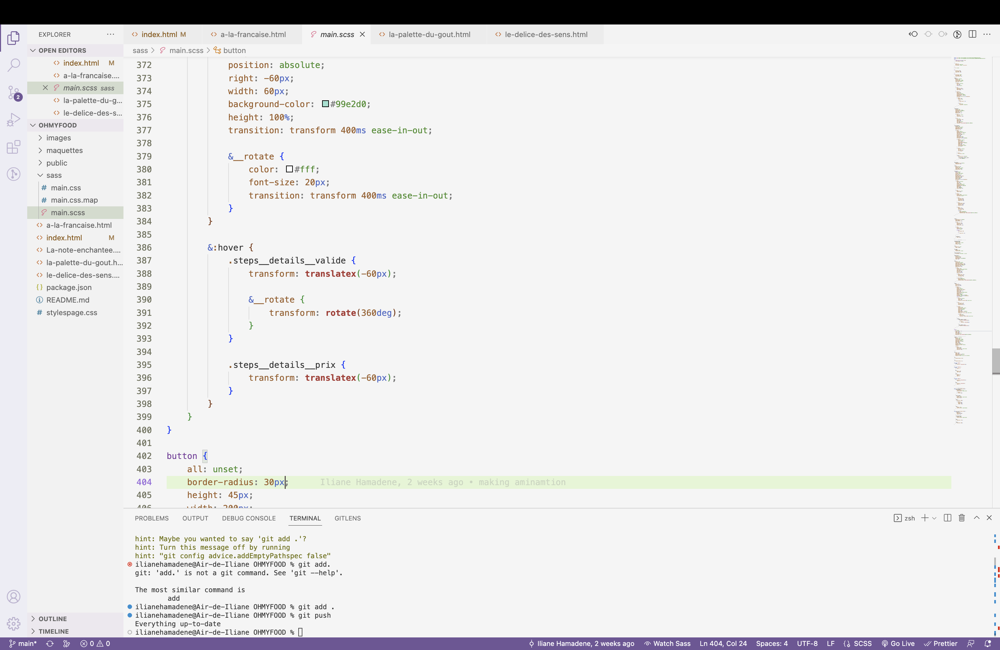 EXPLORER
index.html M
a-la-francaise.html
main.scss
la-palette-du-gout.html
le-delice-des-sens.html
OPEN EDITORS
index.html M
a-la-francaise....
main.scss sass
la-palette-du-g...
le-delice-des-s...
OHMYFOOD
images
maquettes
public
sass
main.css
main.css.map
main.scss
a-la-francaise.html
index.html M
La-note-enchantee....
la-palette-du-gout.h...
le-delice-des-sens....
package.json
README.md
stylespage.css
OUTLINE
TIMELINE
2
sass > main.scss > button
372 position: absolute;
373 right: -60px;
374 width: 60px;
375 background-color: #99e2d0;
376 height: 100%;
377 transition: transform 400ms ease-in-out;
378
379 &__rotate {
380 color: #fff;
381 font-size: 20px;
382 transition: transform 400ms ease-in-out;
383 }
384 }
385
386 &:hover {
387 .steps__details__valide {
388 transform: translatex(-60px);
389
390 &__rotate {
391 transform: rotate(360deg);
392 }
393 }
394
395 .steps__details__prix {
396 transform: translatex(-60px);
397 }
398 }
399 }
400 }
401
402 button {
403 all: unset;
404 border-radius: 30px; Iliane Hamadene, 2 weeks ago • making aminamtion
405 height: 45px;
406 width: 200px;
PROBLEMS OUTPUT DEBUG CONSOLE TERMINAL GITLENS
zsh
hint: Maybe you wanted to say 'git add .'?
hint: Turn this message off by running
hint: "git config advice.addEmptyPathspec false"
ilianehamadene@Air-de-Iliane OHMYFOOD % git add.
git: 'add.' is not a git command. See 'git --help'.
The most similar command is
add
ilianehamadene@Air-de-Iliane OHMYFOOD % git add .
ilianehamadene@Air-de-Iliane OHMYFOOD % git push
Everything up-to-date
ilianehamadene@Air-de-Iliane OHMYFOOD %
main* 0 0 Iliane Hamadene, 2 weeks ago Watch Sass Ln 404, Col 24 Spaces: 4 UTF-8 LF SCSS Go Live Prettier